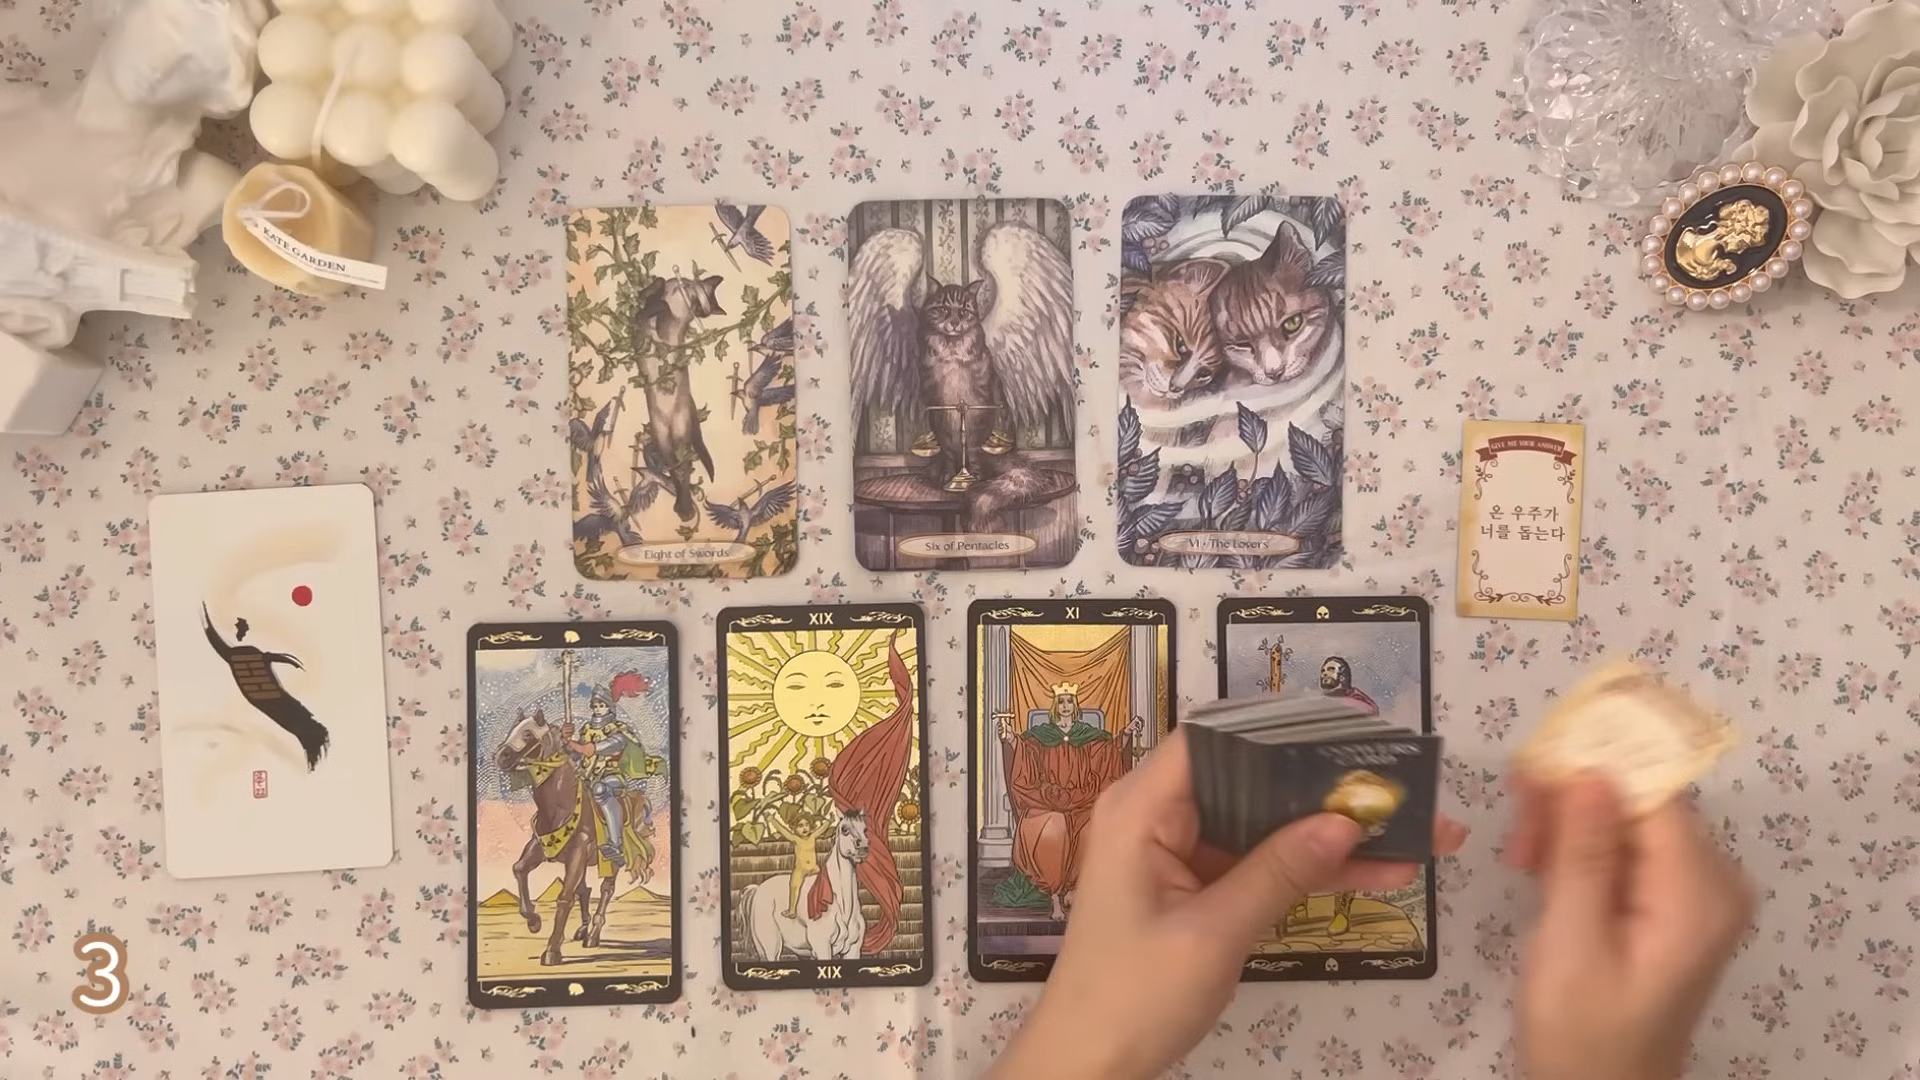 KATE GARDEN
Eight of Swords
Six of Pentacles
VI · The Lovers
GIVE ME YOUR ANSWER
온 우주가
너를 돕는다
XIX
XI
XIX
3